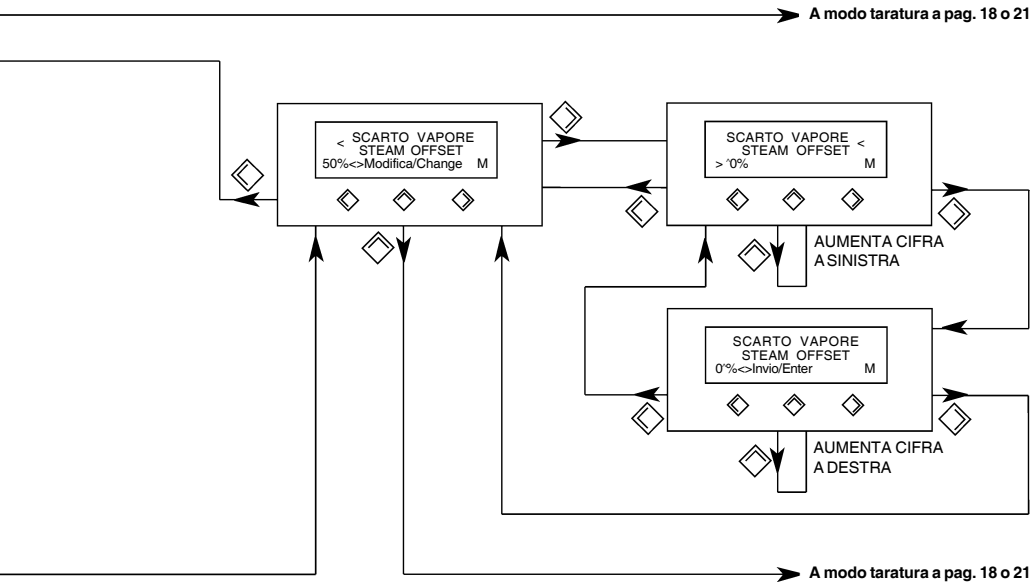 A modo taratura a pag. 18 o 21
< SCARTO VAPORE
STEAM OFFSET
50%<>Modifica/Change M
SCARTO VAPORE <
STEAM OFFSET
> ^0% M
AUMENTA CIFRA
A SINISTRA
SCARTO VAPORE
STEAM OFFSET
0^%<>Invio/Enter M
AUMENTA CIFRA
A DESTRA
A modo taratura a pag. 18 o 21